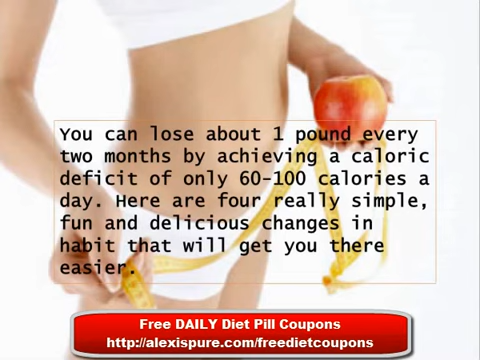 You can lose about 1 pound every
two months by achieving a caloric
deficit of only 60-100 calories a
day. Here are four really simple,
fun and delicious changes in
habit that will get you there
easier.
Free DAILY Diet Pill Coupons
http://alexispure.com/freedietcoupons